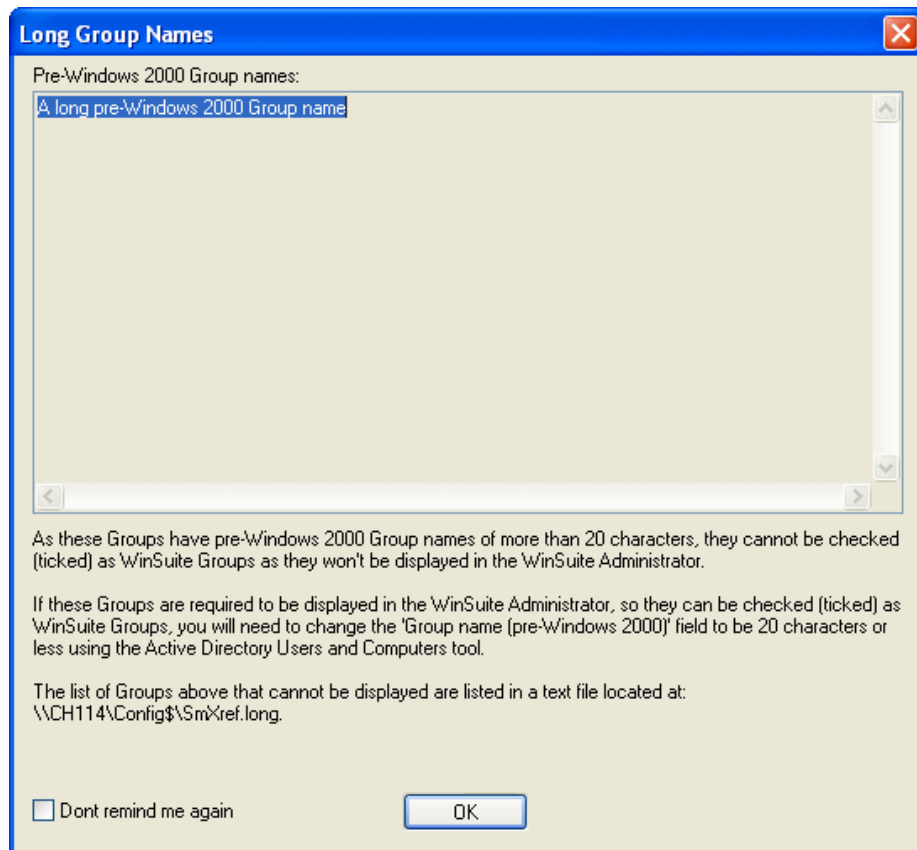 Long Group Names
Pre-Windows 2000 Group names:
A long pre-Windows 2000 Group name
As these Groups have pre-Windows 2000 Group names of more than 20 characters, they cannot be checked
(ticked) as WinSuite Groups as they won't be displayed in the WinSuite Administrator.
If these Groups are required to be displayed in the WinSuite Administrator, so they can be checked (ticked) as
WinSuite Groups, you will need to change the 'Group name (pre-Windows 2000)' field to be 20 characters or
less using the Active Directory Users and Computers tool.
The list of Groups above that cannot be displayed are listed in a text file located at:
\\CH114\Config$\SmXref.long.
Dont remind me again
OK